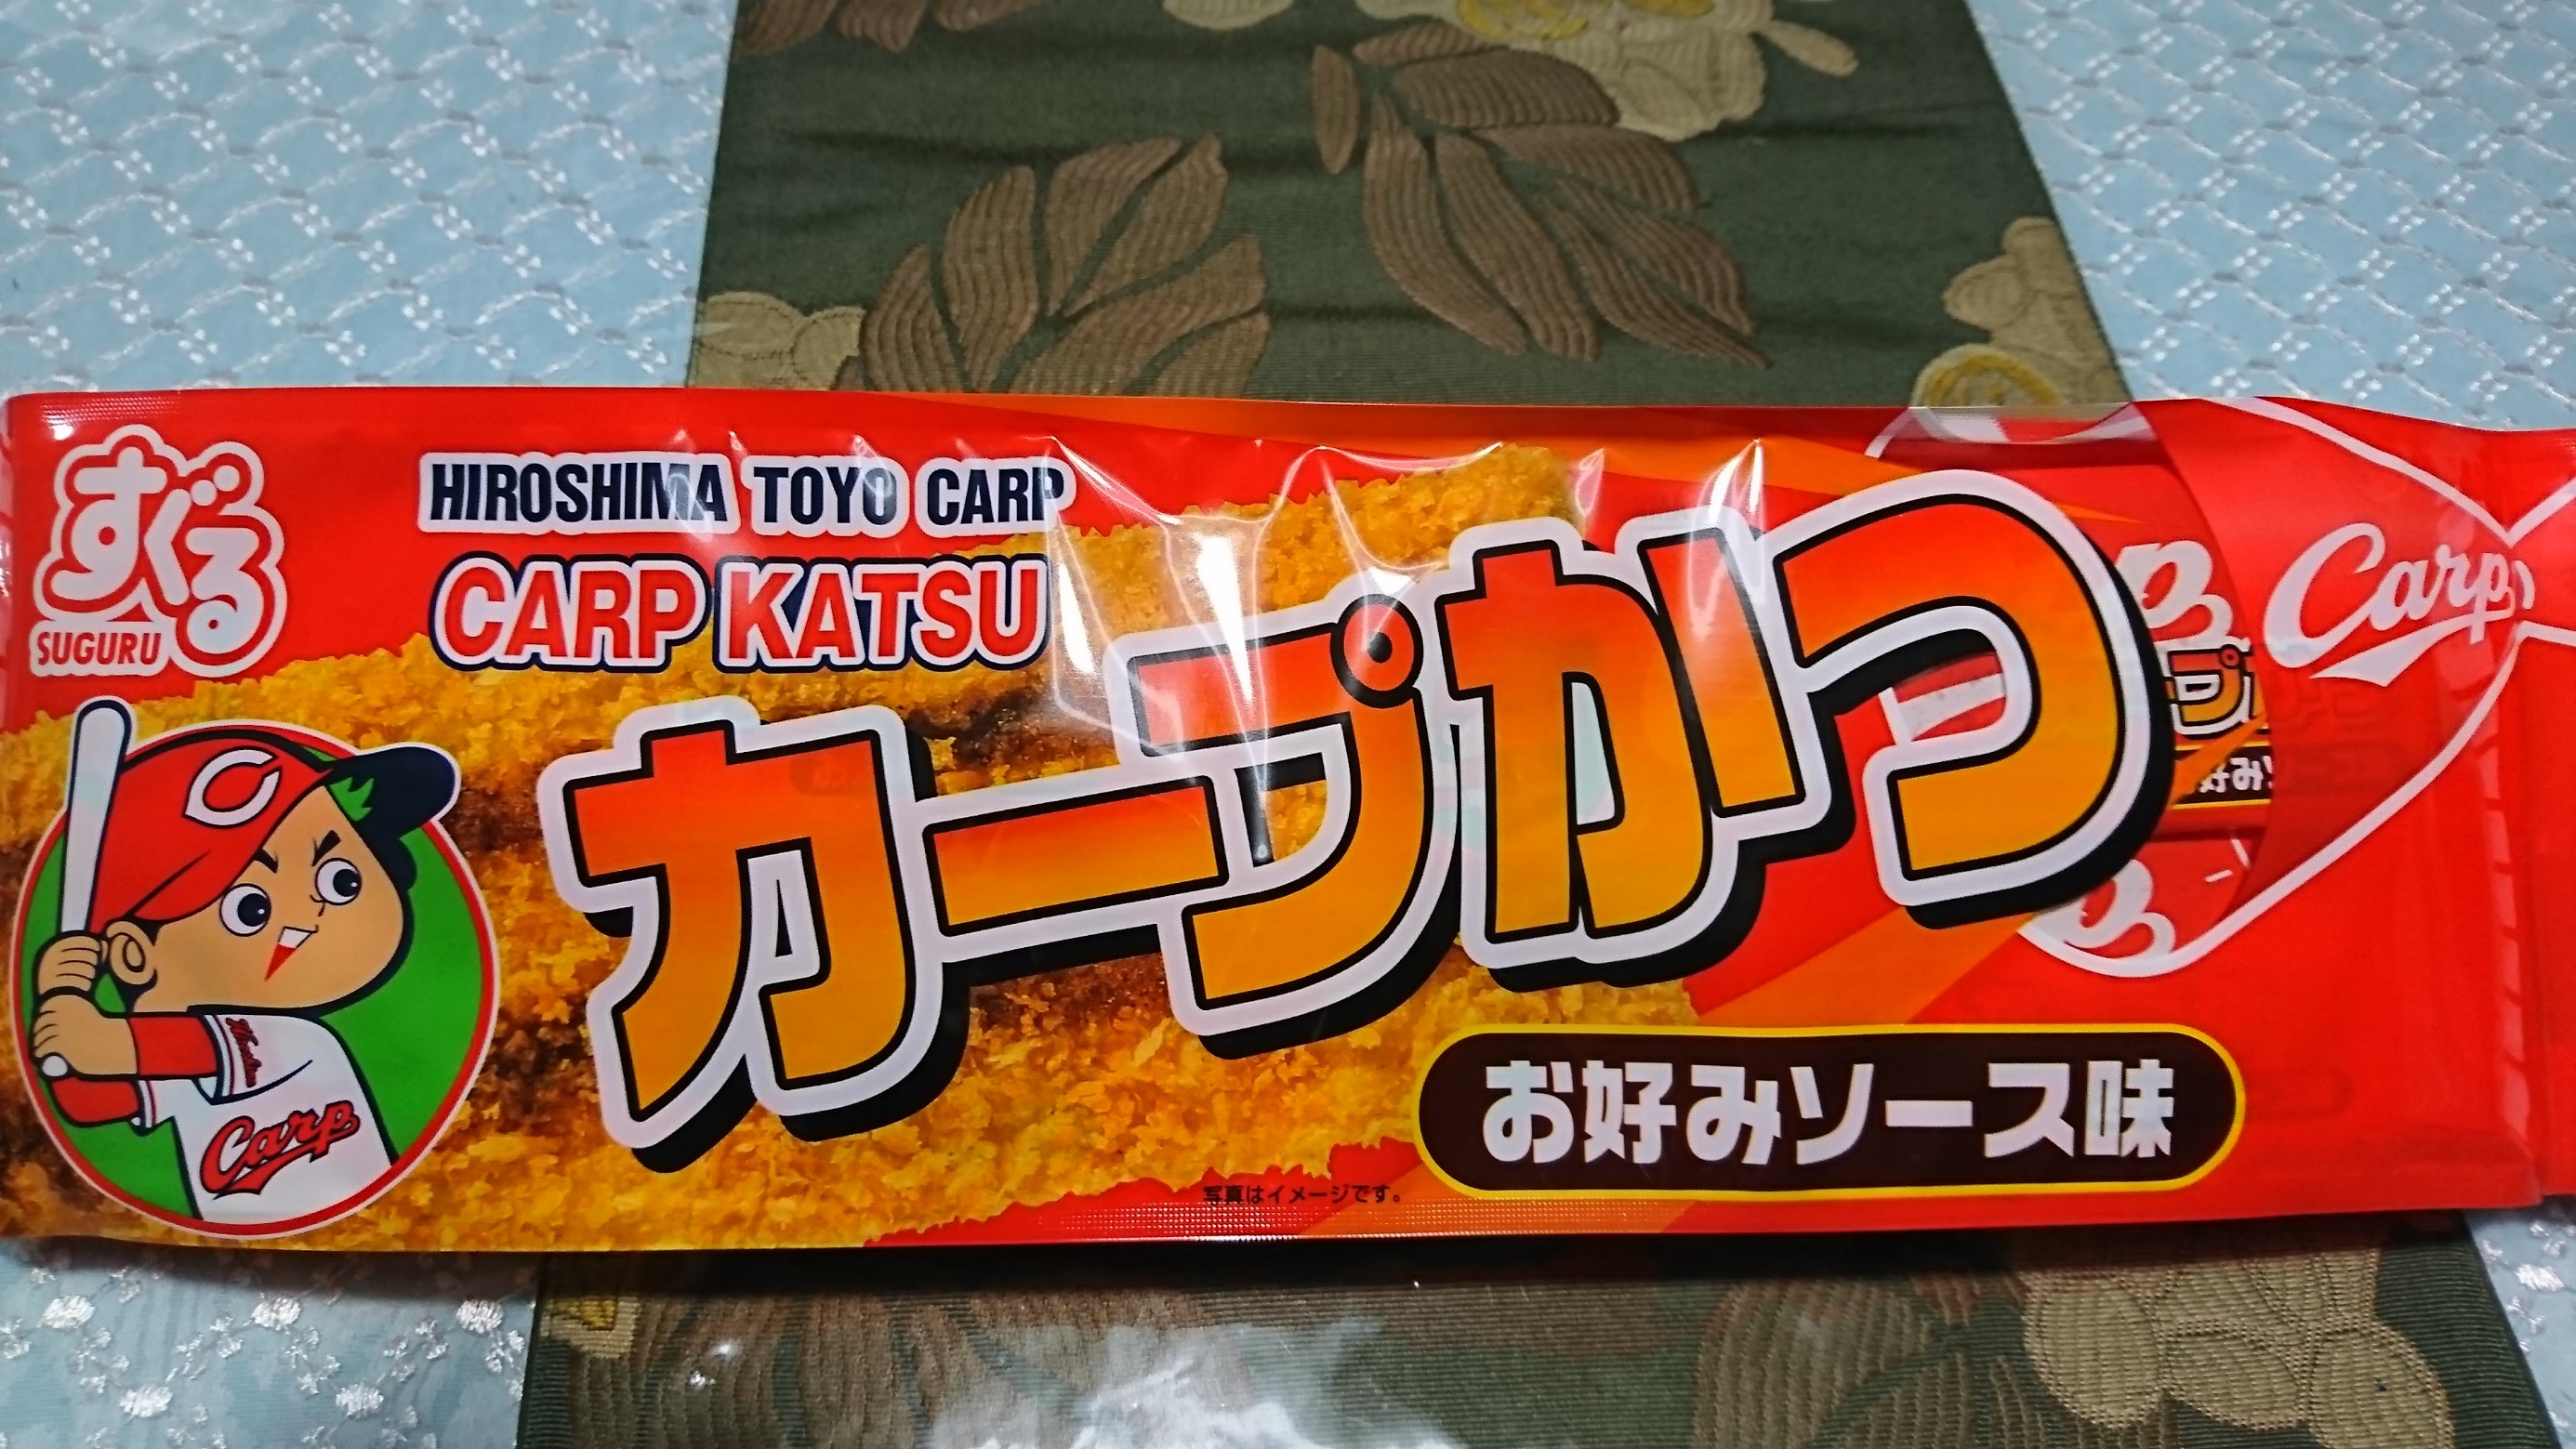 すぐる
SUGURU
HIROSHIMA TOYO CARP
CARP KATSU
カープかつ
Carp
C
Carp
お好みソース味
写真はイメージです。